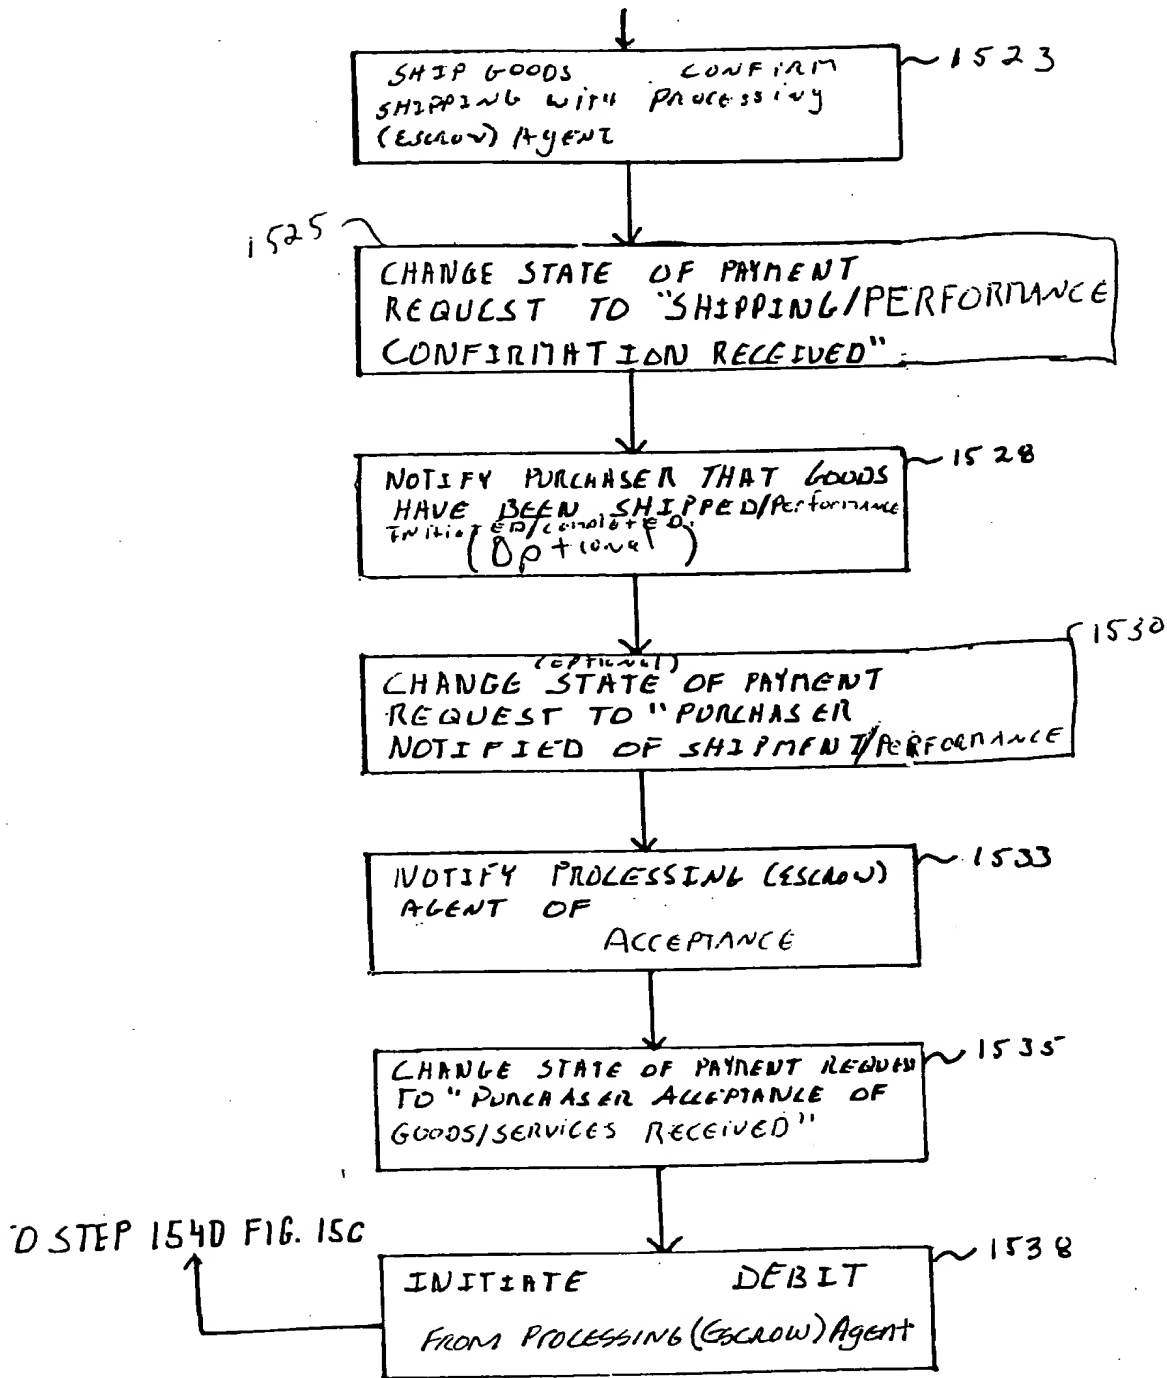 SHIP GOODS CONFIRM
SHIPPING WITH PROCESSING
(ESCROW) AGENT
1523
1525
CHANGE STATE OF PAYMENT
REQUEST TO "SHIPPING/PERFORMANCE
CONFIRMATION RECEIVED"
1528
NOTIFY PURCHASER THAT GOODS
HAVE BEEN SHIPPED/Performance
Initiated/completed.
(Optional)
1530
(OPTIONAL)
CHANGE STATE OF PAYMENT
REQUEST TO "PURCHASER
NOTIFIED OF SHIPMENT/PERFORMANCE
1533
NOTIFY PROCESSING (ESCROW)
AGENT OF
ACCEPTANCE
1535
CHANGE STATE OF PAYMENT REQUES
TO "PURCHASER ACCEPTANCE OF
GOODS/SERVICES RECEIVED"
O STEP 1540 FIG. 15C
1538
INITIATE DEBIT
FROM PROCESSING (ESCROW) Agent